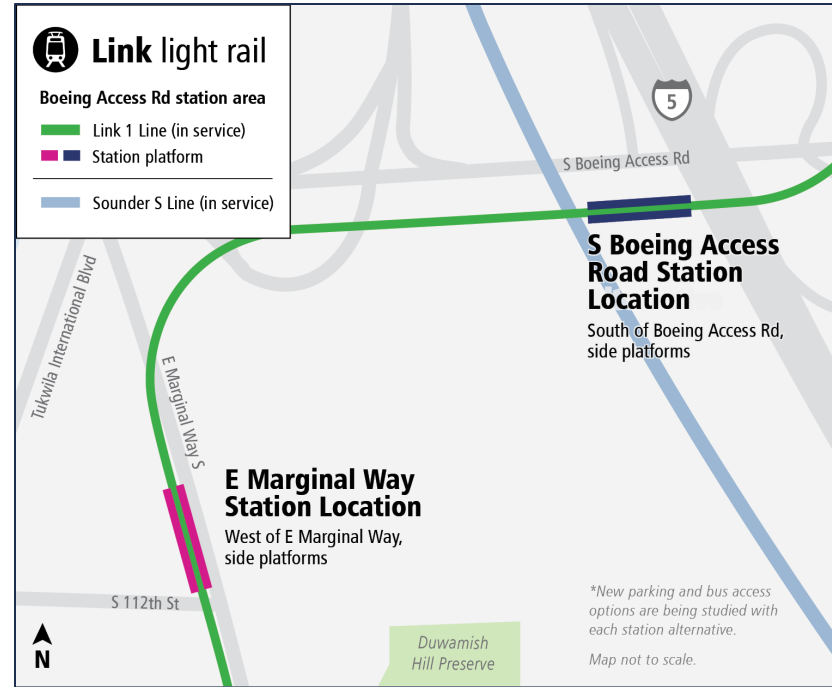 Link light rail
Boeing Access Rd station area
Link 1 Line (in service)
Station platform
Sounder S Line (in service)
5
S Boeing Access Rd
S Boeing Access
Road Station
Location
South of Boeing Access Rd,
side platforms
Tukwila International Blvd
E Marginal Way S
E Marginal Way
Station Location
West of E Marginal Way,
side platforms
S 112th St
N
Duwamish
Hill Preserve
*New parking and bus access
options are being studied with
each station alternative.
Map not to scale.